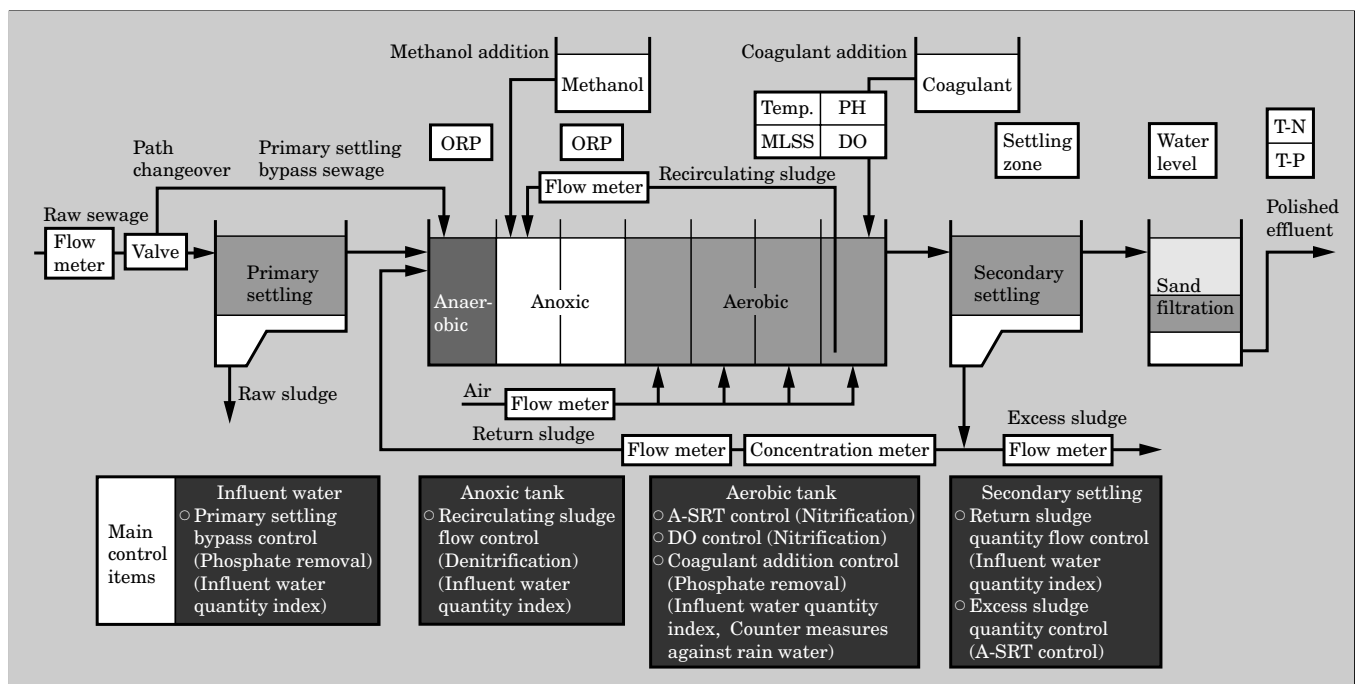 Methanol addition
Methanol
Coagulant addition
Coagulant
Temp.
PH
MLSS
DO
ORP
ORP
Settling
zone
Water
level
T-N
T-P
Path
changeover
Primary settling
bypass sewage
Flow meter
Recirculating sludge
Raw sewage
Flow
meter
Valve
Primary
settling
Anaer-
obic
Anoxic
Aerobic
Secondary
settling
Sand
filtration
Polished
effluent
Raw sludge
Air
Flow meter
Return sludge
Flow meter
Concentration meter
Excess sludge
Flow meter
Main
control
items
Influent water
○ Primary settling
bypass control
(Phosphate removal)
(Influent water
quantity index)
Anoxic tank
○ Recirculating sludge
flow control
(Denitrification)
(Influent water
quantity index)
Aerobic tank
○ A-SRT control (Nitrification)
○ DO control (Nitrification)
○ Coagulant addition control
(Phosphate removal)
(Influent water quantity
index, Counter measures
against rain water)
Secondary settling
○ Return sludge
quantity flow control
(Influent water
quantity index)
○ Excess sludge
quantity control
(A-SRT control)